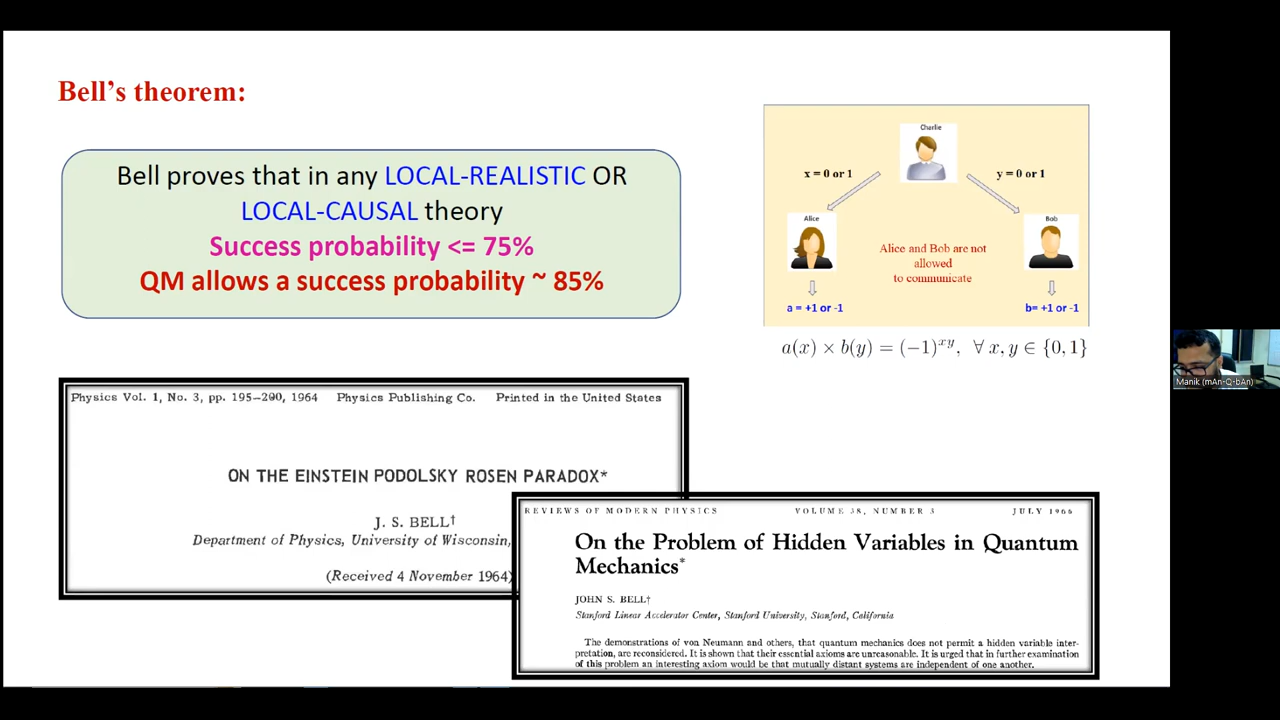 Bell's theorem:
Bell proves that in any LOCAL-REALISTIC OR
LOCAL-CAUSAL theory
Success probability <= 75%
QM allows a success probability ~ 85%
Charlie
x = 0 or 1
y = 0 or 1
Alice
Bob
Alice and Bob are not
allowed
to communicate
a = +1 or -1
b= +1 or -1
a(x) × b(y) = (−1)^{xy}, ∀ x, y ∈ {0, 1}
Manik (mAn-Q-bAn)
Physics Vol. 1, No. 3, pp. 195–290, 1964 Physics Publishing Co. Printed in the United States
ON THE EINSTEIN PODOLSKY ROSEN PARADOX*
J. S. BELL†
Department of Physics, University of Wisconsin,
(Received 4 November 1964)
REVIEWS OF MODERN PHYSICS VOLUME 38, NUMBER 3 JULY 1966
On the Problem of Hidden Variables in Quantum
Mechanics*
JOHN S. BELL†
Stanford Linear Accelerator Center, Stanford University, Stanford, California
The demonstrations of von Neumann and others, that quantum mechanics does not permit a hidden variable inter-
pretation, are reconsidered. It is shown that their essential axioms are unreasonable. It is urged that in further examination
of this problem an interesting axiom would be that mutually distant systems are independent of one another.